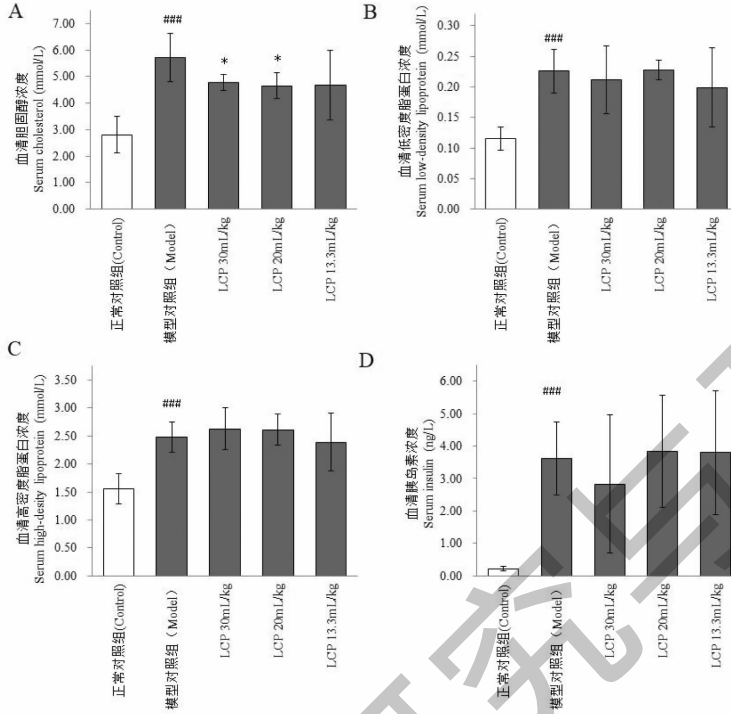 A
血清胆固醇浓度
Serum cholesterol (mmol/L)
7.00
6.00
5.00
4.00
3.00
2.00
1.00
0.00
###
*
*
正常对照组(Control)
模型对照组（Model）
LCP 30mL/kg
LCP 20mL/kg
LCP 13.3mL/kg
B
血清低密度脂蛋白浓度
Serum low-density lipoprotein (mmol/L)
0.30
0.25
0.20
0.15
0.10
0.05
0.00
###
正常对照组(Control)
模型对照组（Model）
LCP 30mL/kg
LCP 20mL/kg
LCP 13.3mL/kg
C
血清高密度脂蛋白浓度
Serum high-desity lipoprotein (mmol/L)
3.50
3.00
2.50
2.00
1.50
1.00
0.50
0.00
###
正常对照组(Control)
模型对照组（Model）
LCP 30mL/kg
LCP 20mL/kg
LCP 13.3mL/kg
D
血清胰岛素浓度
Serum insulin (ng/L)
6.00
5.00
4.00
3.00
2.00
1.00
0.00
###
正常对照组(Control)
模型对照组（Model）
LCP 30mL/kg
LCP 20mL/kg
LCP 13.3mL/kg
究